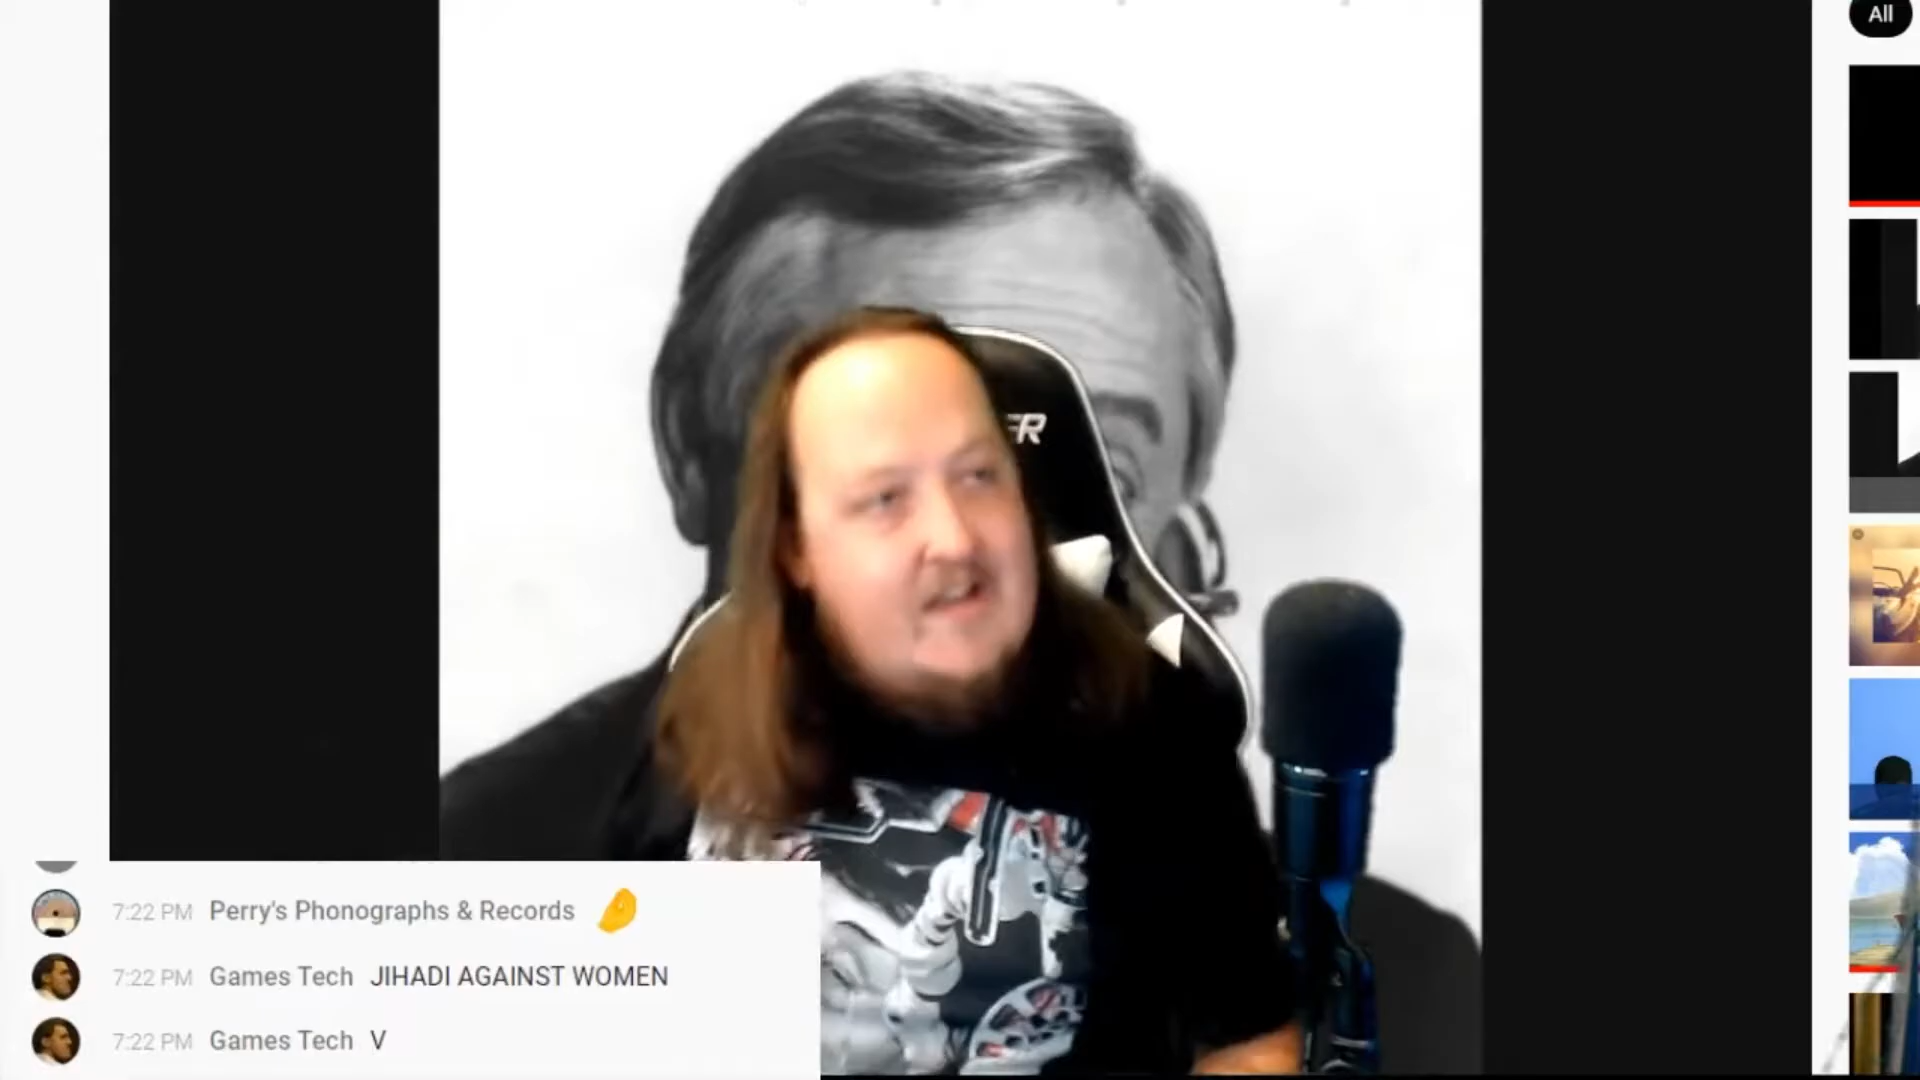 All
ER
7:22 PM Perry's Phonographs & Records
7:22 PM Games Tech JIHADI AGAINST WOMEN
7:22 PM Games Tech V